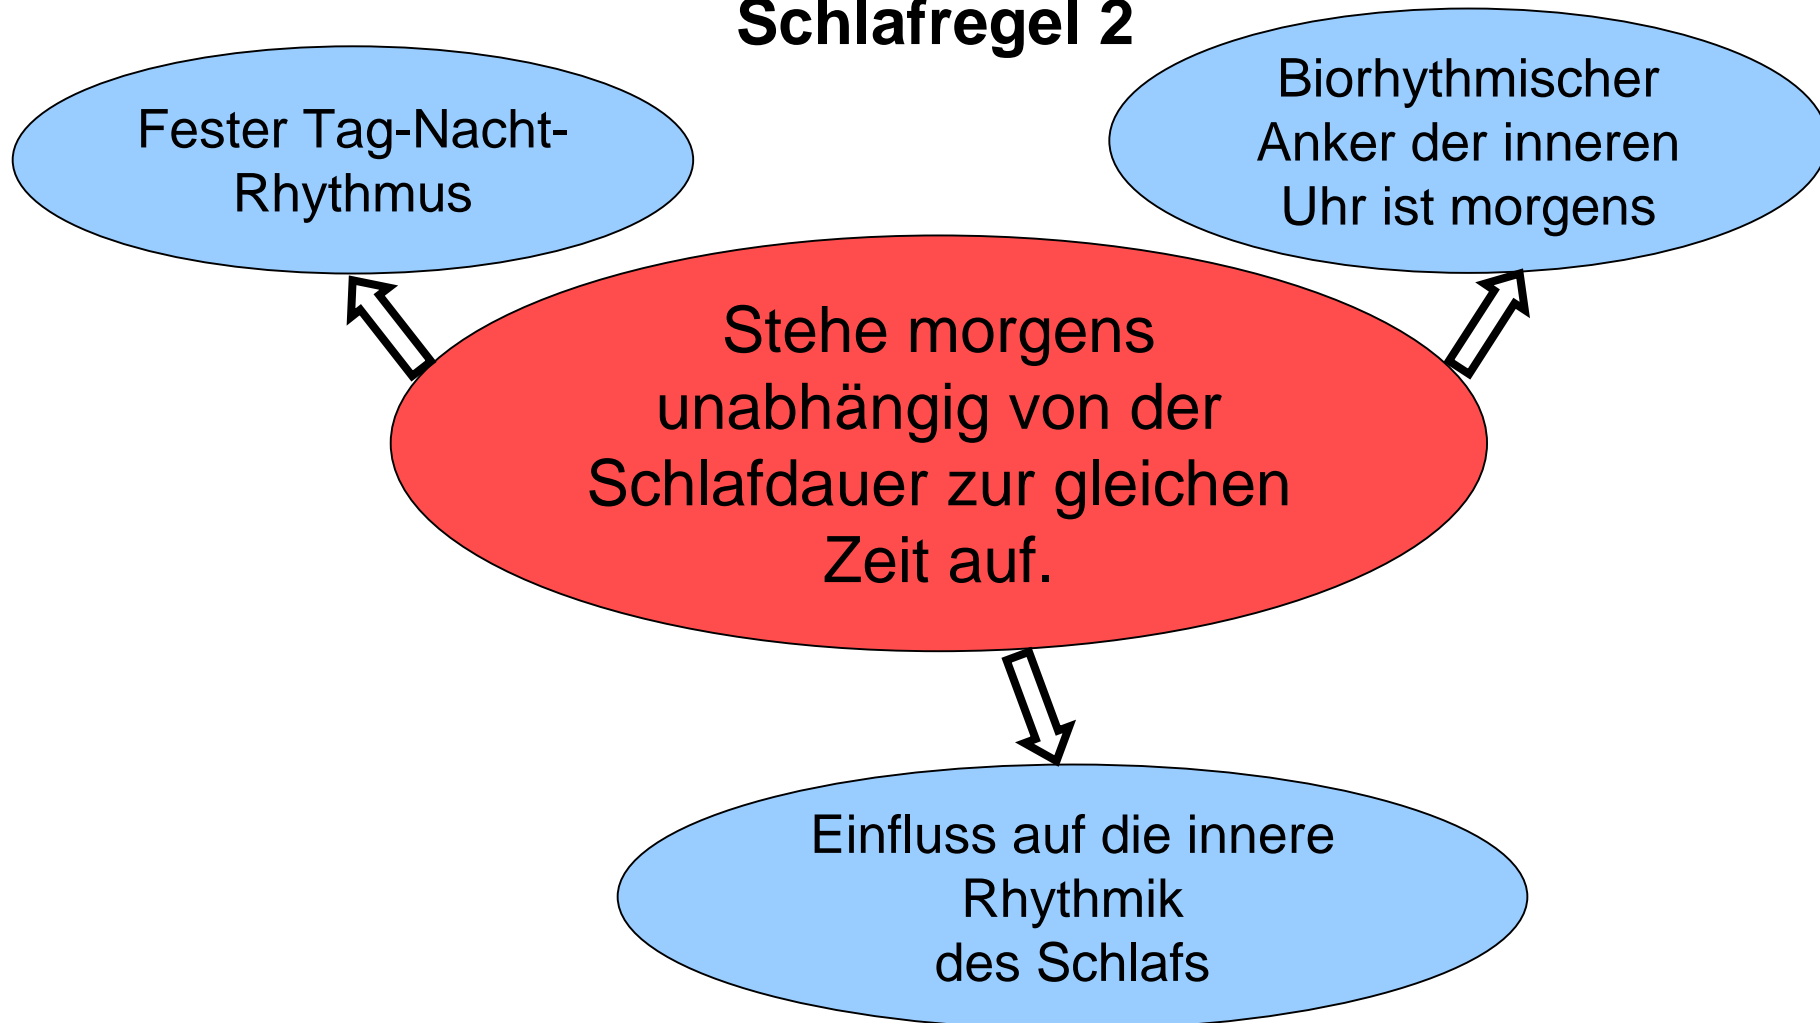 Schlafregel 2
Fester Tag-Nacht-
Rhythmus
Biorhythmischer
Anker der inneren
Uhr ist morgens
Stehe morgens
unabhängig von der
Schlafdauer zur gleichen
Zeit auf.
Einfluss auf die innere
Rhythmik
des Schlafs